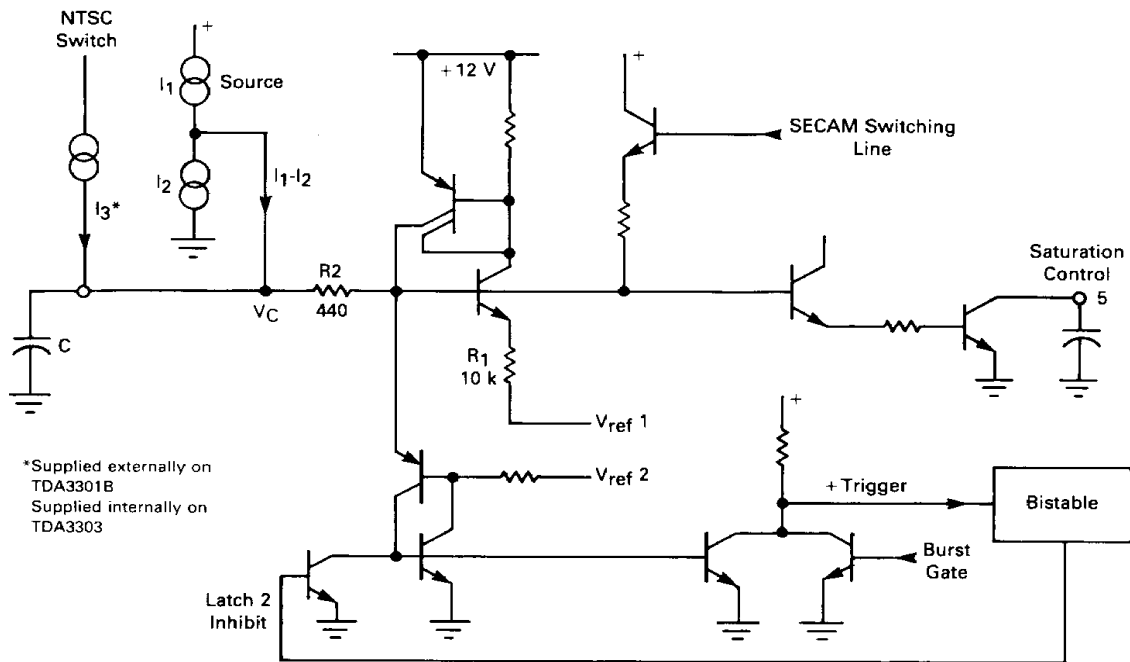 NTSC
Switch
+
I1
Source
I2
I3*
I1-I2
+12 V
+
SECAM Switching
Line
R2
440
VC
C
R1
10 k
Vref 1
Vref 2
Saturation
Control
5
*Supplied externally on
TDA3301B
Supplied internally on
TDA3303
+
+Trigger
Bistable
Burst
Gate
Latch 2
Inhibit